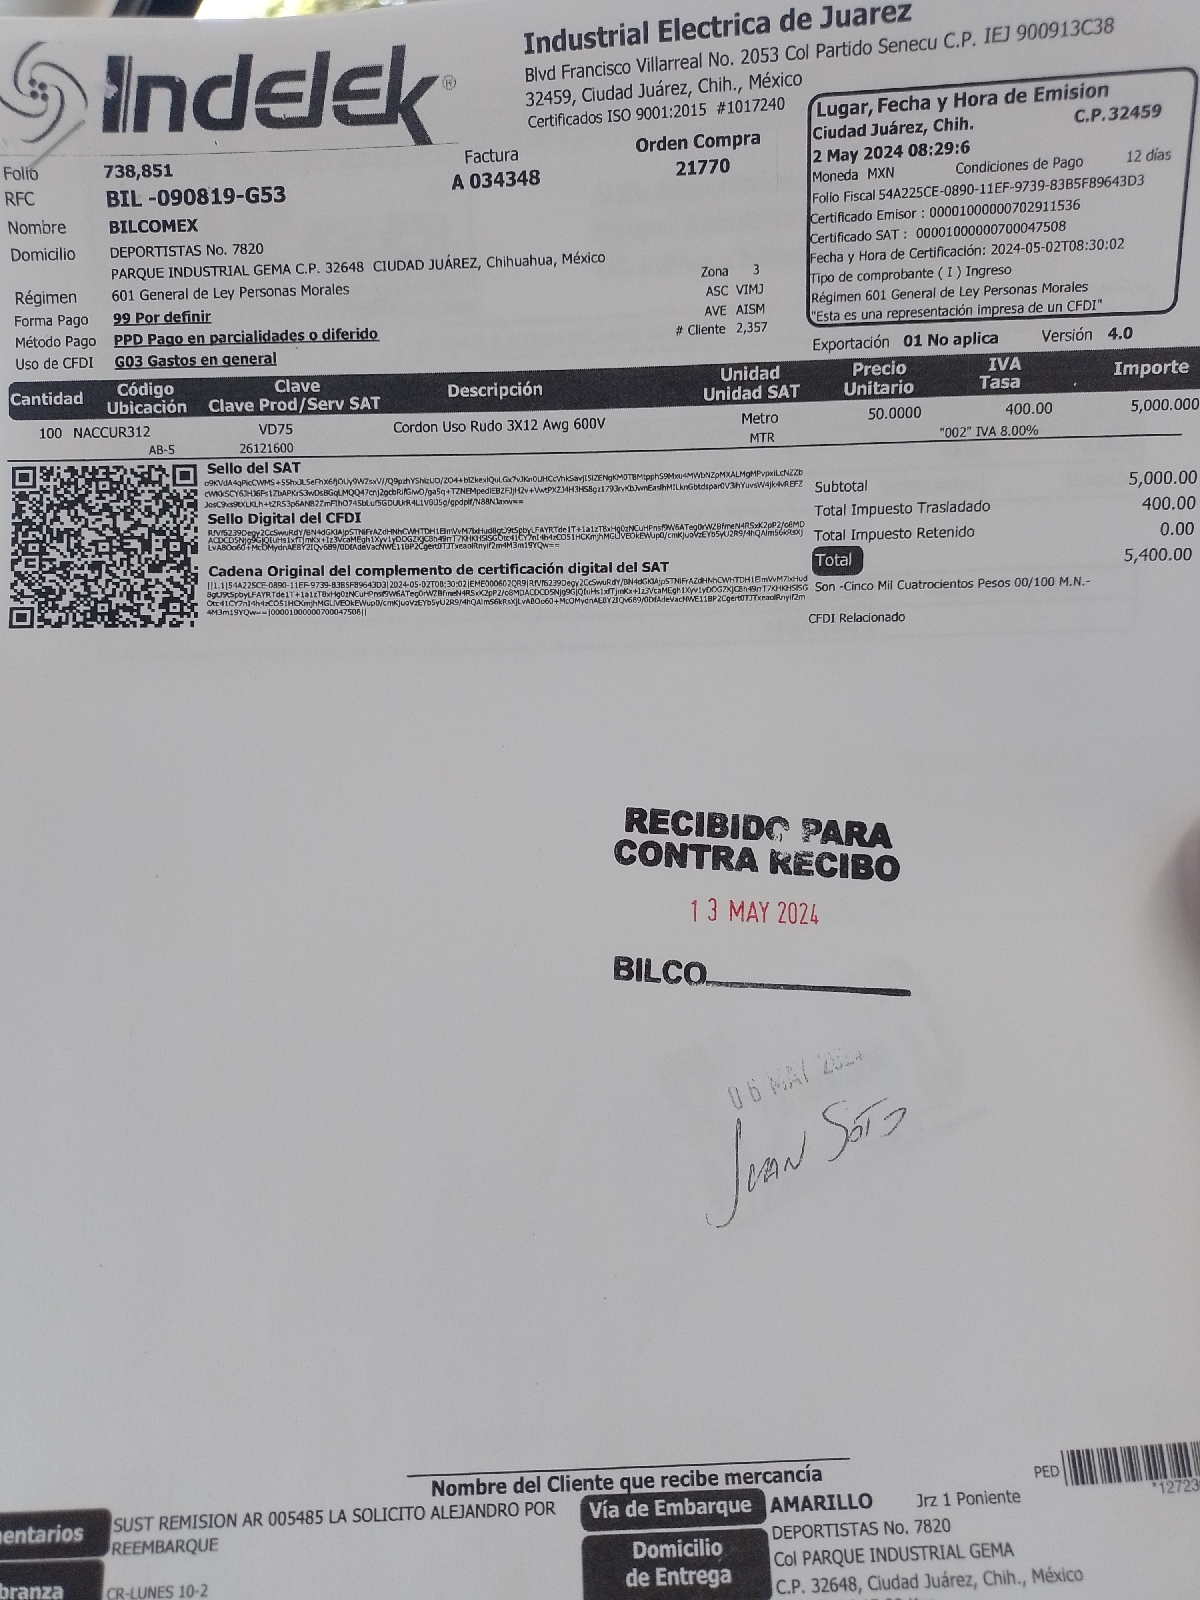 Indelek®
Industrial Electrica de Juarez
Blvd Francisco Villarreal No. 2053 Col Partido Senecu C.P. IEJ 900913C38
32459, Ciudad Juárez, Chih., México
Certificados ISO 9001:2015 #1017240
Lugar, Fecha y Hora de Emision
Ciudad Juárez, Chih. C.P. 32459
2 May 2024 08:29:6
Moneda MXN Condiciones de Pago 12 días
Folio Fiscal 54A225CE-0890-11EF-9739-83B5F89643D3
Certificado Emisor : 00001000000702911536
Certificado SAT : 00001000000700047508
Fecha y Hora de Certificación: 2024-05-02T08:30:02
Tipo de comprobante ( I ) Ingreso
Régimen 601 General de Ley Personas Morales
"Esta es una representación impresa de un CFDI"
Exportación 01 No aplica Versión 4.0
Folio 738,851
Factura
A 034348
Orden Compra
21770
RFC BIL -090819-G53
Nombre BILCOMEX
Domicilio DEPORTISTAS No. 7820
PARQUE INDUSTRIAL GEMA C.P. 32648 CIUDAD JUÁREZ, Chihuahua, México
Régimen 601 General de Ley Personas Morales
Forma Pago 99 Por definir
Método Pago PPD Pago en parcialidades o diferido
Uso de CFDI G03 Gastos en general
Zona 3
ASC VIMJ
AVE AISM
# Cliente 2,357
Cantidad Código Ubicación Clave Clave Prod/Serv SAT Descripción Unidad Unidad SAT Precio Unitario IVA Tasa Importe
100 NACCUR312 VD75 Cordon Uso Rudo 3X12 Awg 600V Metro 50.0000 400.00 5,000.000
AB-5 26121600 MTR "002" IVA 8.00%
Sello del SAT
Sello Digital del CFDI
Cadena Original del complemento de certificación digital del SAT
Subtotal 5,000.00
Total Impuesto Trasladado 400.00
Total Impuesto Retenido 0.00
Total 5,400.00
Son -Cinco Mil Cuatrocientos Pesos 00/100 M.N.-
CFDI Relacionado
RECIBIDO PARA
CONTRA RECIBO
13 MAY 2024
BILCO
06 MAY 2024
JUAN SOTO
Nombre del Cliente que recibe mercancía
PED
*12723
entarios SUST REMISION AR 005485 LA SOLICITO ALEJANDRO POR
REEMBARQUE
Vía de Embarque AMARILLO Jrz 1 Poniente
Domicilio
de Entrega
DEPORTISTAS No. 7820
Col PARQUE INDUSTRIAL GEMA
C.P. 32648, Ciudad Juárez, Chih., México
branza CR-LUNES 10-2